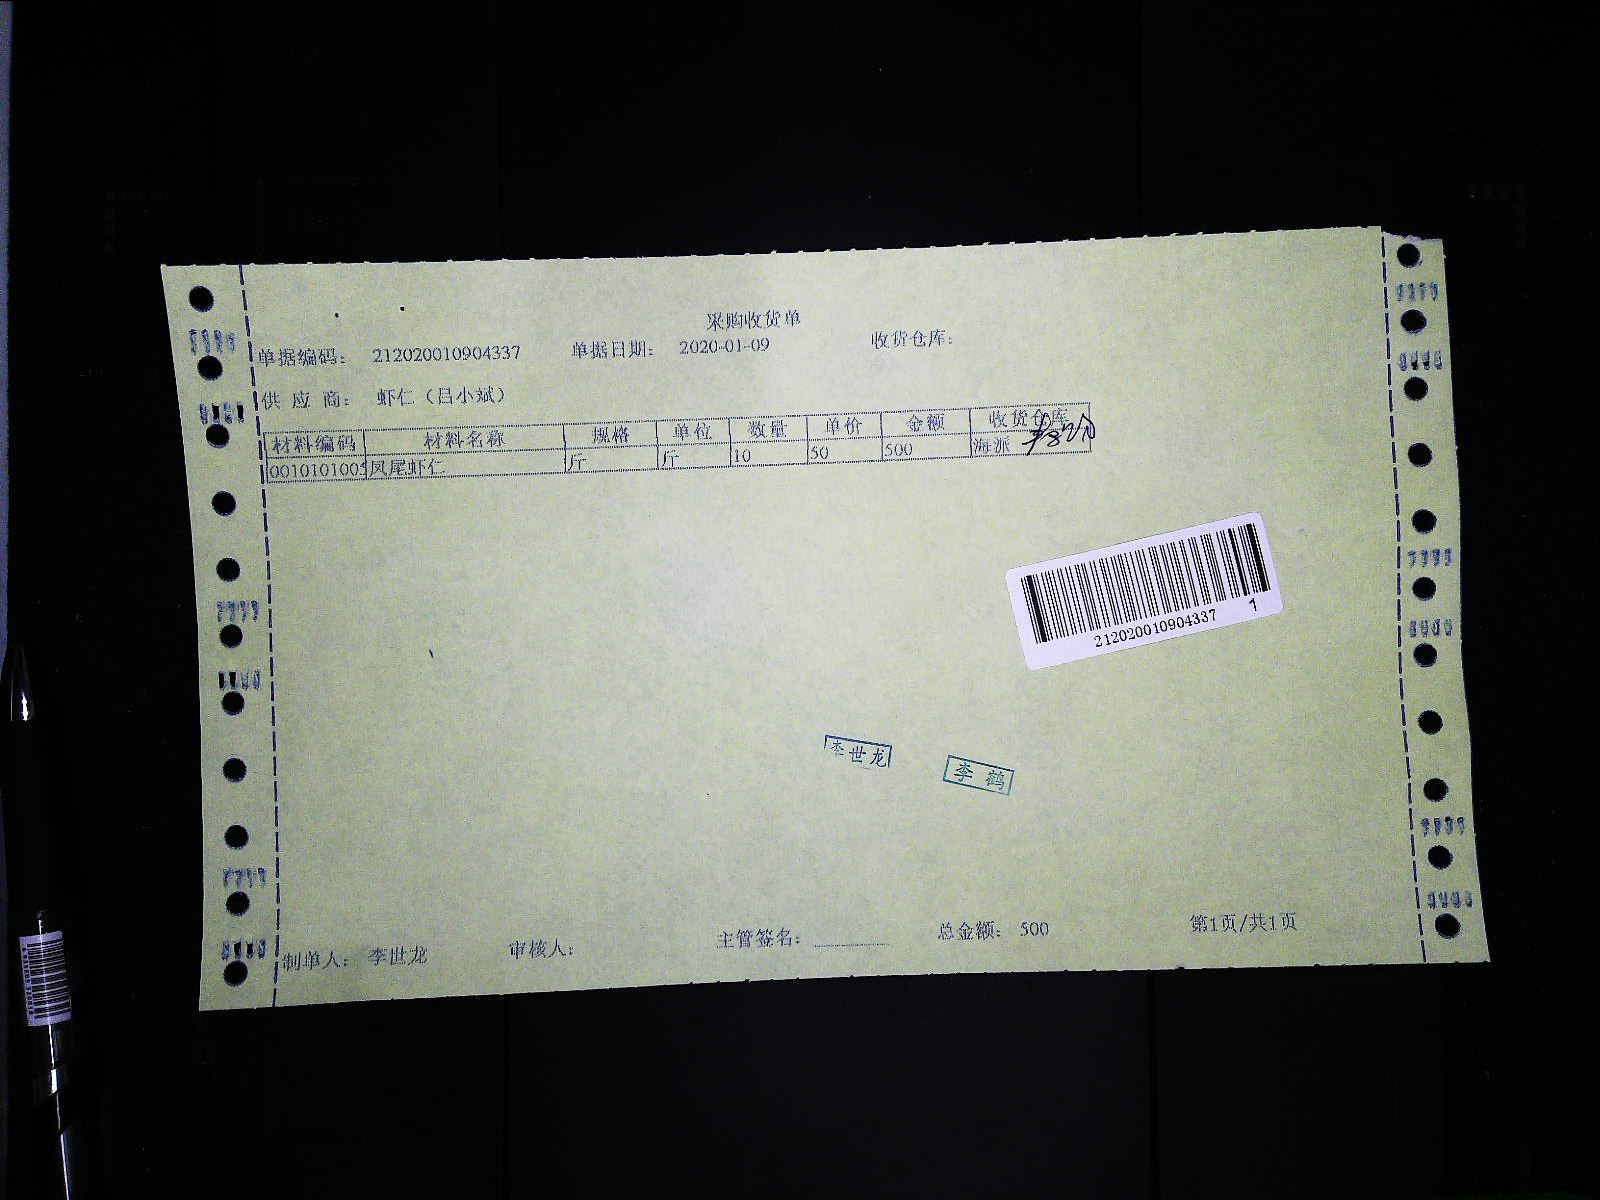 采购收货单
单据编码: 212020010904337 单据日期: 2020-01-09 收货仓库:
供 应 商: 虾仁（吕小斌）
材料编码 材料名称 规格 单位 数量 单价 金额 收货仓库
0010101005 凤尾虾仁 斤 斤 10 50 500 海派
212020010904337 1
李世龙 李鹤
制单人: 李世龙 审核人: 主管签名: 总金额: 500 第1页/共1页